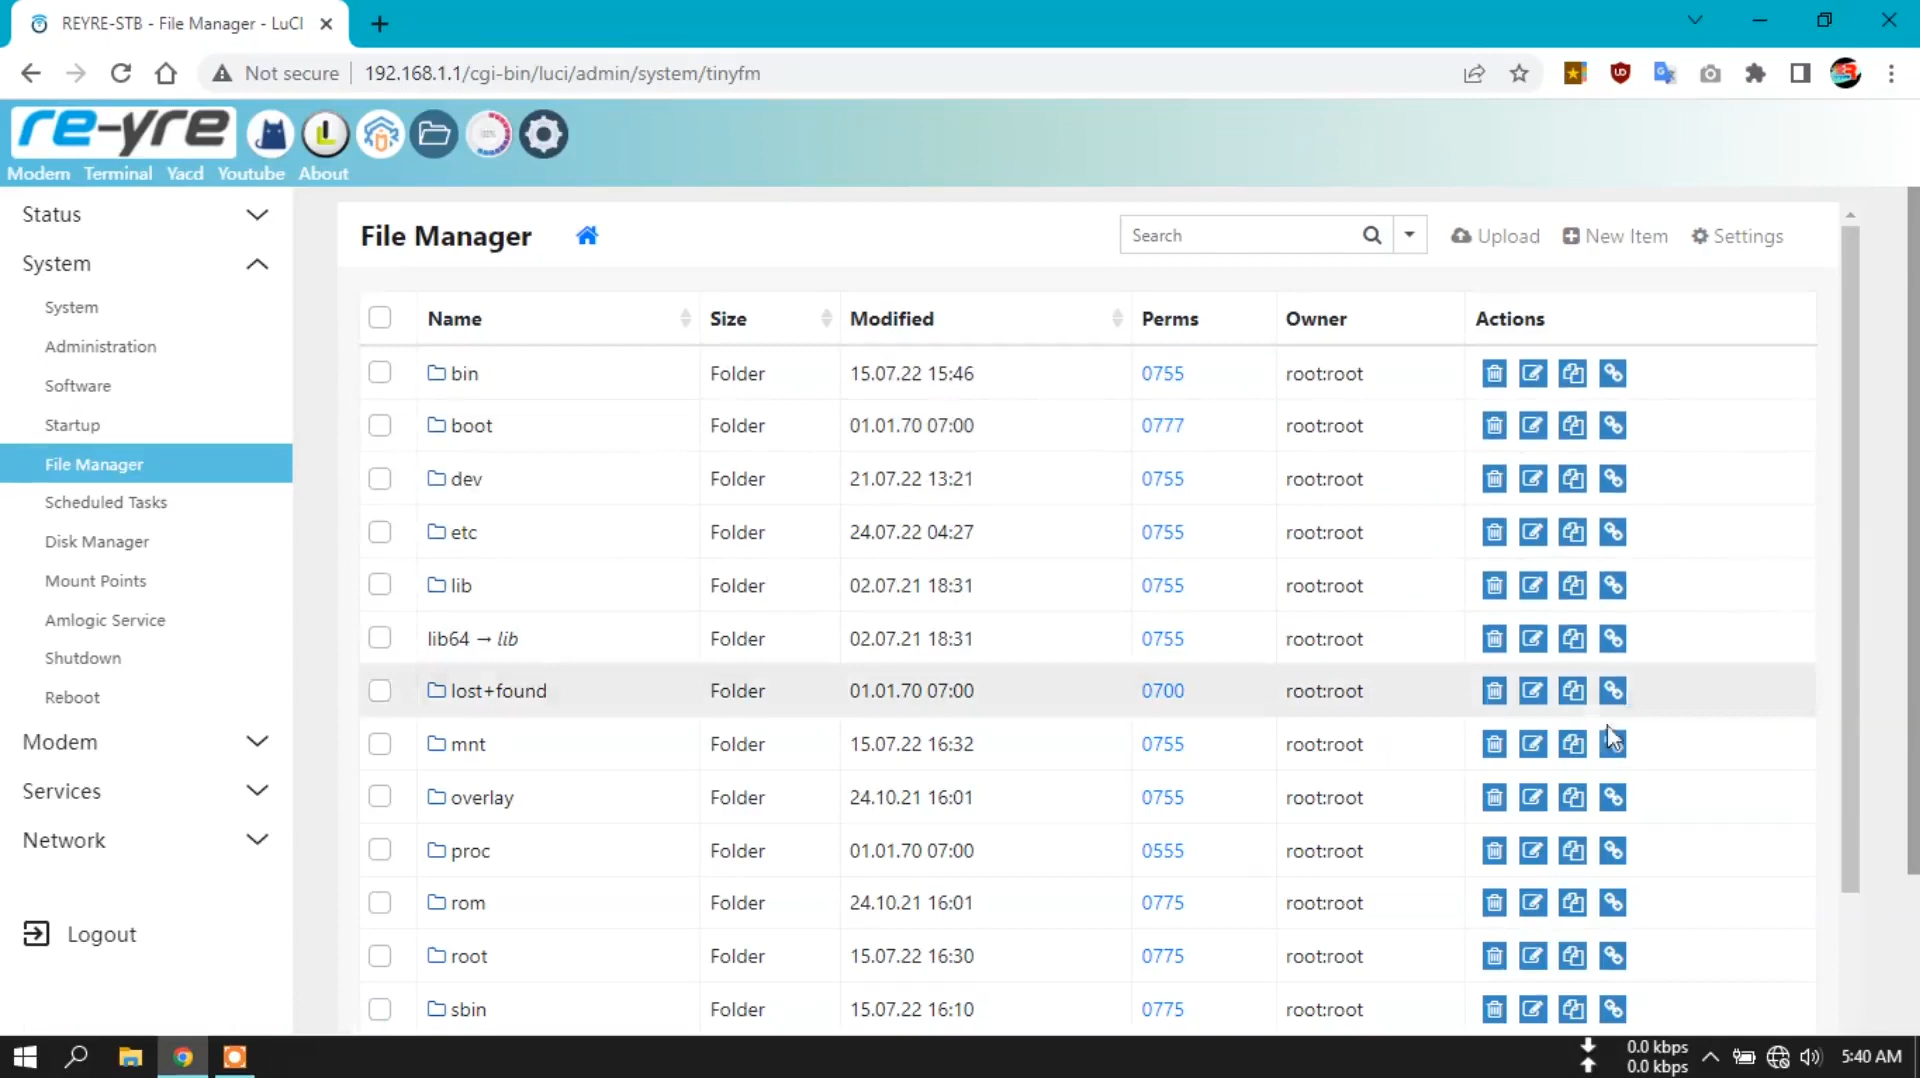 REYRE-STB - File Manager - LuCI
Not secure
192.168.1.1/cgi-bin/luci/admin/system/tinyfm
re-yre
Modem Terminal Yacd Youtube About
Status
System
System
Administration
Software
Startup
File Manager
Scheduled Tasks
Disk Manager
Mount Points
Amlogic Service
Shutdown
Reboot
Modem
Services
Network
Logout
File Manager
Search
Upload New Item Settings
Name Size Modified Perms Owner Actions
bin Folder 15.07.22 15:46 0755 root:root
boot Folder 01.01.70 07:00 0777 root:root
dev Folder 21.07.22 13:21 0755 root:root
etc Folder 24.07.22 04:27 0755 root:root
lib Folder 02.07.21 18:31 0755 root:root
lib64 → lib Folder 02.07.21 18:31 0755 root:root
lost+found Folder 01.01.70 07:00 0700 root:root
mnt Folder 15.07.22 16:32 0755 root:root
overlay Folder 24.10.21 16:01 0755 root:root
proc Folder 01.01.70 07:00 0555 root:root
rom Folder 24.10.21 16:01 0775 root:root
root Folder 15.07.22 16:30 0775 root:root
sbin Folder 15.07.22 16:10 0775 root:root
0.0 kbps
0.0 kbps
5:40 AM